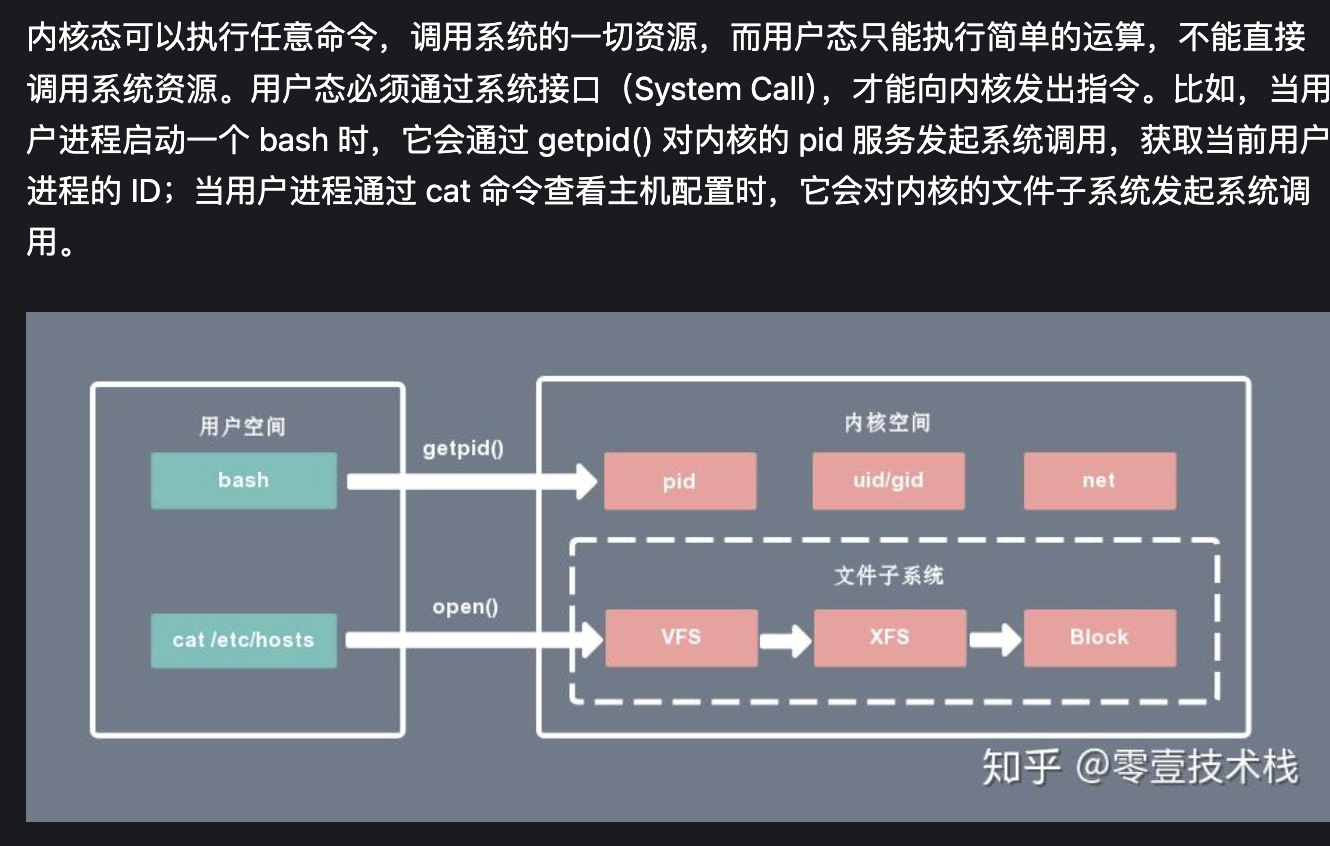 内核态可以执行任意命令，调用系统的一切资源，而用户态只能执行简单的运算，不能直接
调用系统资源。用户态必须通过系统接口（System Call），才能向内核发出指令。比如，当用
户进程启动一个 bash 时，它会通过 getpid() 对内核的 pid 服务发起系统调用，获取当前用户
进程的 ID；当用户进程通过 cat 命令查看主机配置时，它会对内核的文件子系统发起系统调
用。
用户空间
内核空间
bash
getpid()
pid
uid/gid
net
文件子系统
cat /etc/hosts
open()
VFS
XFS
Block
知乎 @零壹技术栈